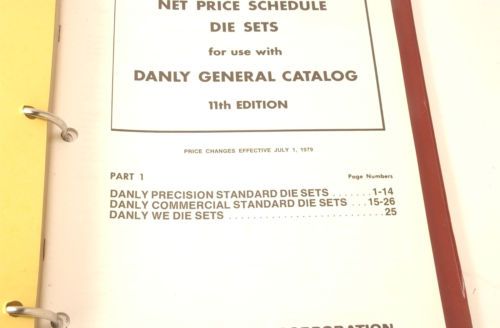 NET PRICE SCHEDULE
DIE SETS
for use with
DANLY GENERAL CATALOG
11th EDITION
PRICE CHANGES EFFECTIVE JULY 1, 1979
PART 1 Page Numbers
DANLY PRECISION STANDARD DIE SETS .......1-14
DANLY COMMERCIAL STANDARD DIE SETS ...15-26
DANLY WE DIE SETS ............................25
CORPORATION